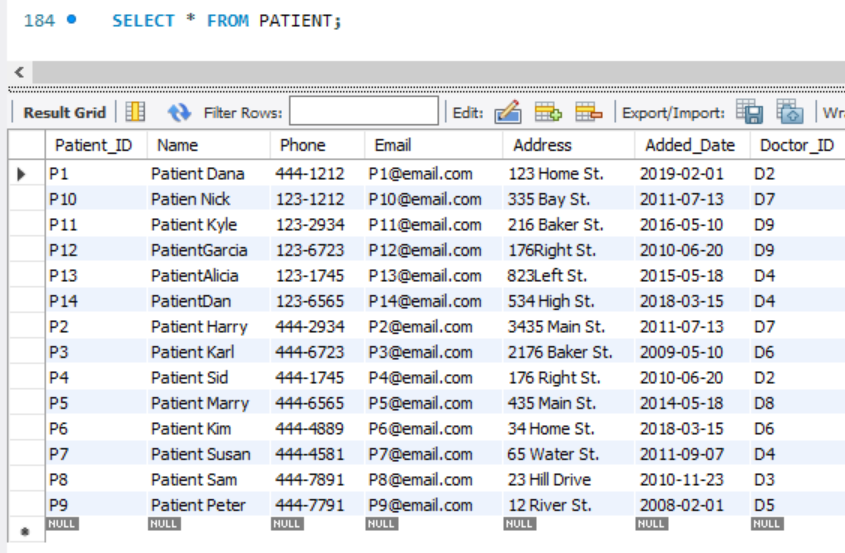 184 SELECT * FROM PATIENT;
Result Grid Filter Rows: Edit: Export/Import: Wr
Patient_ID Name Phone Email Address Added_Date Doctor_ID
P1 Patient Dana 444-1212 P1@email.com 123 Home St. 2019-02-01 D2
P10 Patien Nick 123-1212 P10@email.com 335 Bay St. 2011-07-13 D7
P11 Patient Kyle 123-2934 P11@email.com 216 Baker St. 2016-05-10 D9
P12 PatientGarcia 123-6723 P12@email.com 176Right St. 2010-06-20 D9
P13 PatientAlicia 123-1745 P13@email.com 823Left St. 2015-05-18 D4
P14 PatientDan 123-6565 P14@email.com 534 High St. 2018-03-15 D4
P2 Patient Harry 444-2934 P2@email.com 3435 Main St. 2011-07-13 D7
P3 Patient Karl 444-6723 P3@email.com 2176 Baker St. 2009-05-10 D6
P4 Patient Sid 444-1745 P4@email.com 176 Right St. 2010-06-20 D2
P5 Patient Marry 444-6565 P5@email.com 435 Main St. 2014-05-18 D8
P6 Patient Kim 444-4889 P6@email.com 34 Home St. 2018-03-15 D6
P7 Patient Susan 444-4581 P7@email.com 65 Water St. 2011-09-07 D4
P8 Patient Sam 444-7891 P8@email.com 23 Hill Drive 2010-11-23 D3
P9 Patient Peter 444-7791 P9@email.com 12 River St. 2008-02-01 D5
NULL NULL NULL NULL NULL NULL NULL